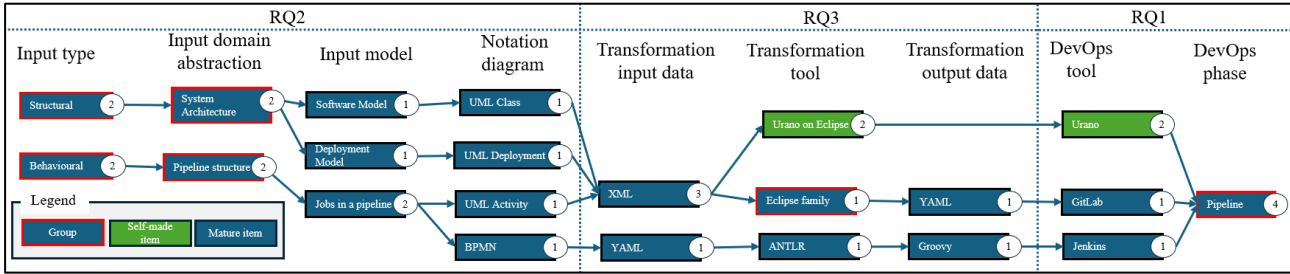 RQ2 RQ3 RQ1
Input type
Input domain
abstraction
Input model
Notation
diagram
Transformation
input data
Transformation
tool
Transformation
output data
DevOps
tool
DevOps
phase
Structural 2
System
Architecture 2
Software Model 1
UML Class 1
Urano on Eclipse 2
Urano 2
Deployment
Model 1
UML Deployment 1
Behavioural 2
Pipeline structure 2
Jobs in a pipeline 2
UML Activity 1
XML 3
Eclipse family 1
YAML 1
GitLab 1
Pipeline 4
BPMN 1
YAML 1
ANTLR 1
Groovy 1
Jenkins 1
Legend
Group
Self-made
item
Mature item